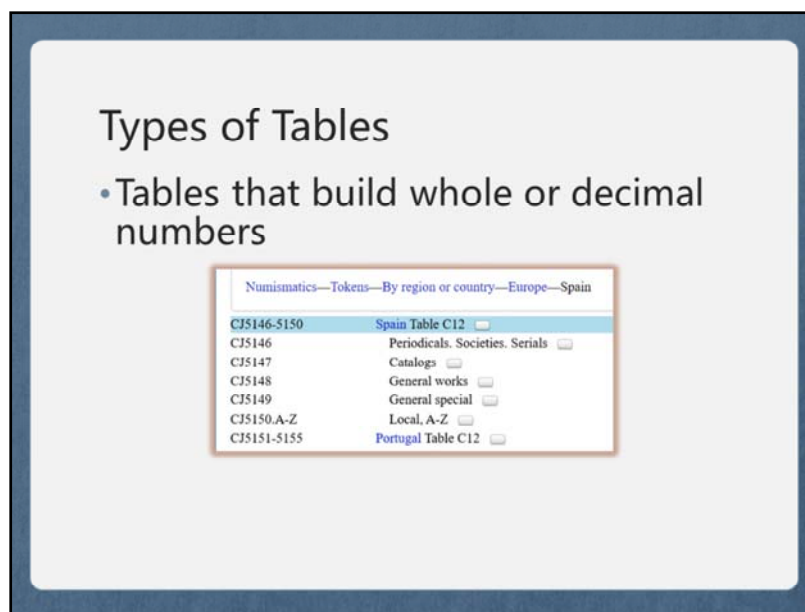 Types of Tables
•Tables that build whole or decimal
numbers
Numismatics—Tokens—By region or country—Europe—Spain
CJ5146-5150 Spain Table C12
CJ5146 Periodicals. Societies. Serials
CJ5147 Catalogs
CJ5148 General works
CJ5149 General special
CJ5150.A-Z Local, A-Z
CJ5151-5155 Portugal Table C12